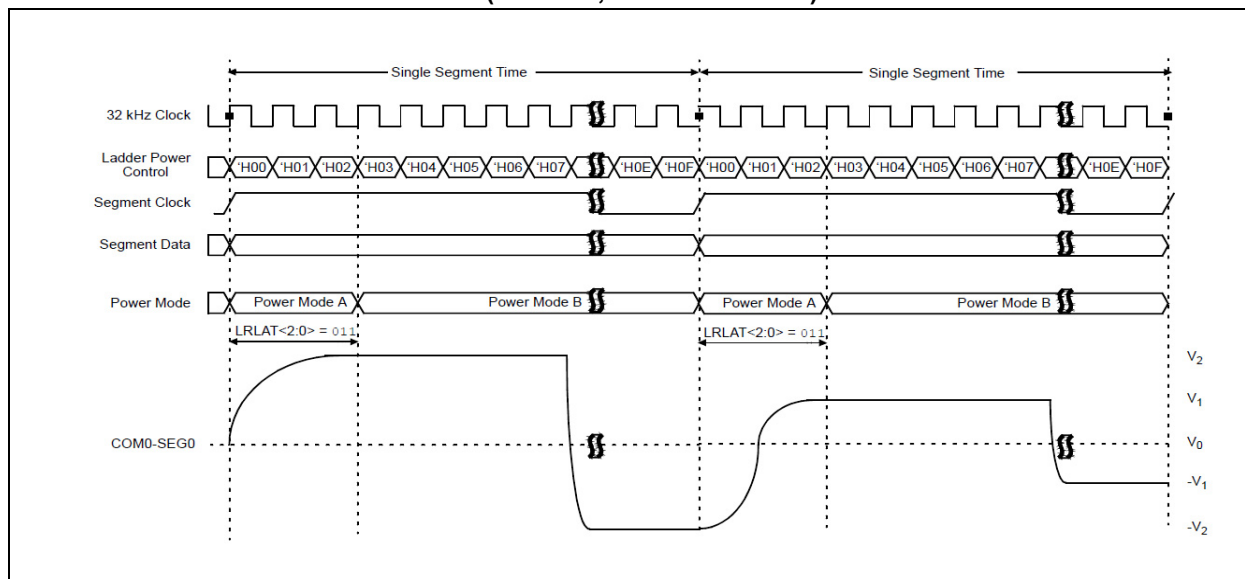 Single Segment Time Single Segment Time
32 kHz Clock
Ladder Power
Control
‘H00 ‘H01 ‘H02 ‘H03 ‘H04 ‘H05 ‘H06 ‘H07 ‘H0E ‘H0F ‘H00 ‘H01 ‘H02 ‘H03 ‘H04 ‘H05 ‘H06 ‘H07 ‘H0E ‘H0F
Segment Clock
Segment Data
Power Mode Power Mode A Power Mode B Power Mode A Power Mode B
LRLAT<2:0> = 011 LRLAT<2:0> = 011
V2
V1
COM0-SEG0 V0
-V1
-V2